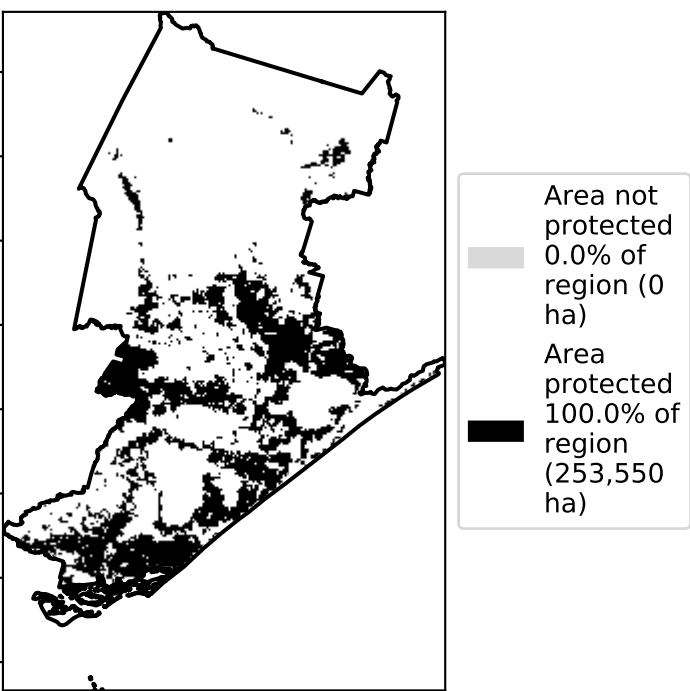 Area not
protected
0.0% of
region (0
ha)
Area
protected
100.0% of
region
(253,550
ha)